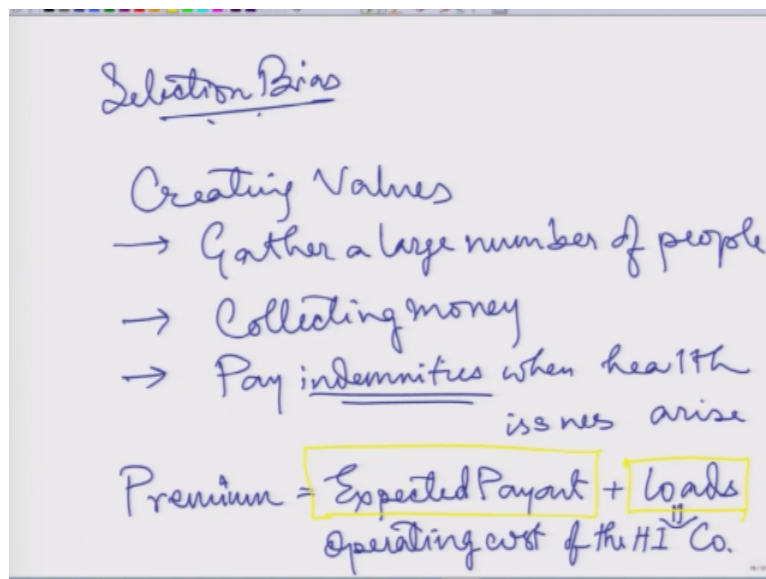 Selection Bias
Creating Values
→ Gather a large number of people
→ Collecting money
→ Pay indemnities when health
issues arise
Premium = Expected Payout + Loads
operating cost of the HI Co.